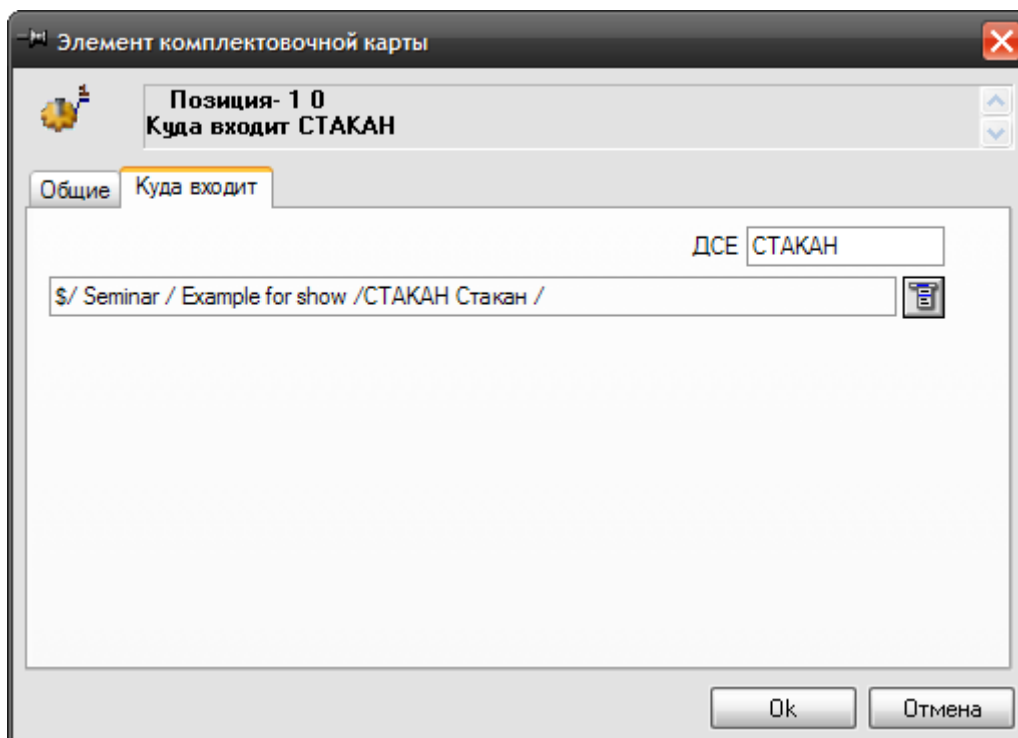 Элемент комплектовочной карты
Позиция- 1 0
Куда входит СТАКАН
Общие
Куда входит
ДСЕ СТАКАН
$/ Seminar / Example for show /СТАКАН Стакан /
Ok
Отмена